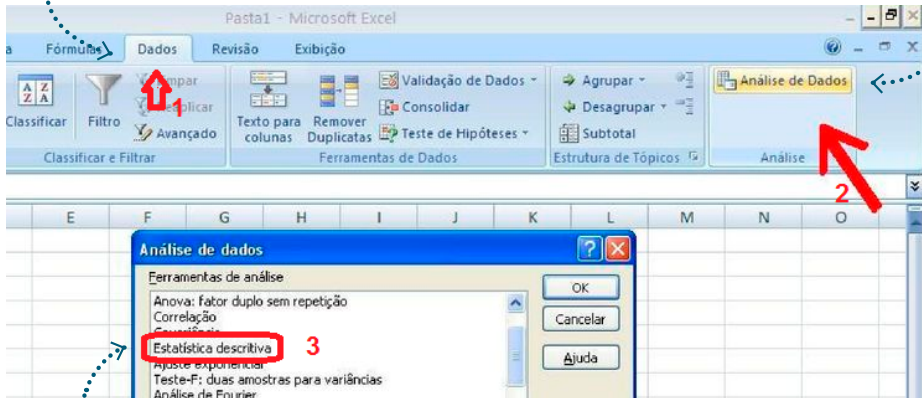 Pasta1 - Microsoft Excel
a Fórmulas Dados Revisão Exibição
Classificar Filtro Avançado
Texto para colunas
Remover Duplicatas
Validação de Dados
Consolidar
Teste de Hipóteses
Agrupar
Desagrupar
Subtotal
Análise de Dados
1
2
Classificar e Filtrar Ferramentas de Dados Estrutura de Tópicos Análise
E F G H I J K L M N O
Análise de dados
Ferramentas de análise
Anova: fator duplo sem repetição
Correlação
Estatística descritiva
3
Ajuste exponencial
Teste-F: duas amostras para variâncias
Análise de Fourier
OK
Cancelar
Ajuda